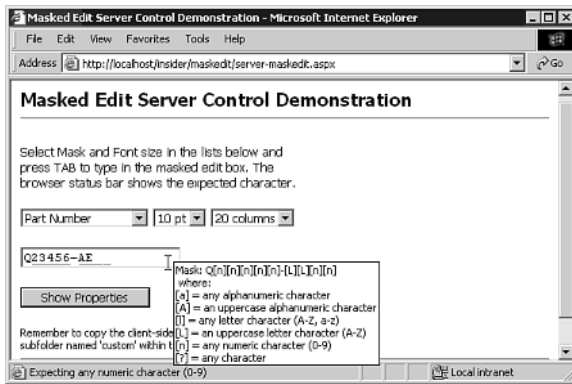 Masked Edit Server Control Demonstration - Microsoft Internet Explorer
File Edit View Favorites Tools Help
Address http://localhost/insider/maskedit/server-maskedit.aspx Go
Masked Edit Server Control Demonstration
Select Mask and Font size in the lists below and
press TAB to type in the masked edit box. The
browser status bar shows the expected character.
Part Number 10 pt 20 columns
Q23456-AE__
Mask: Q[n][n][n][n][n]-[L][L][n][n]
where:
[a] = any alphanumeric character
[A] = an uppercase alphanumeric character
[l] = any letter character (A-Z, a-z)
[L] = an uppercase letter character (A-Z)
[n] = any numeric character (0-9)
[?] = any character
Show Properties
Remember to copy the client-side
subfolder named 'custom' within t
Expecting any numeric character (0-9) Local intranet